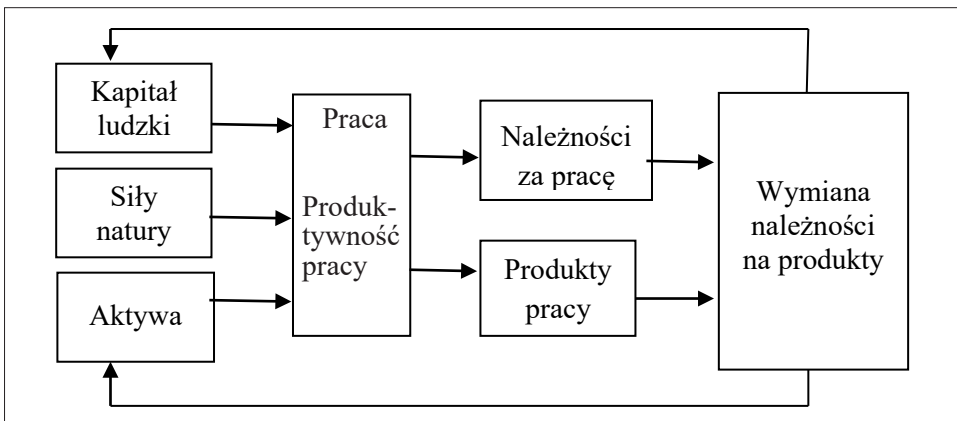 Kapitał
ludzki
Siły
natury
Aktywa
Praca
Produk-
tywność
pracy
Należności
za pracę
Produkty
pracy
Wymiana
należności
na produkty